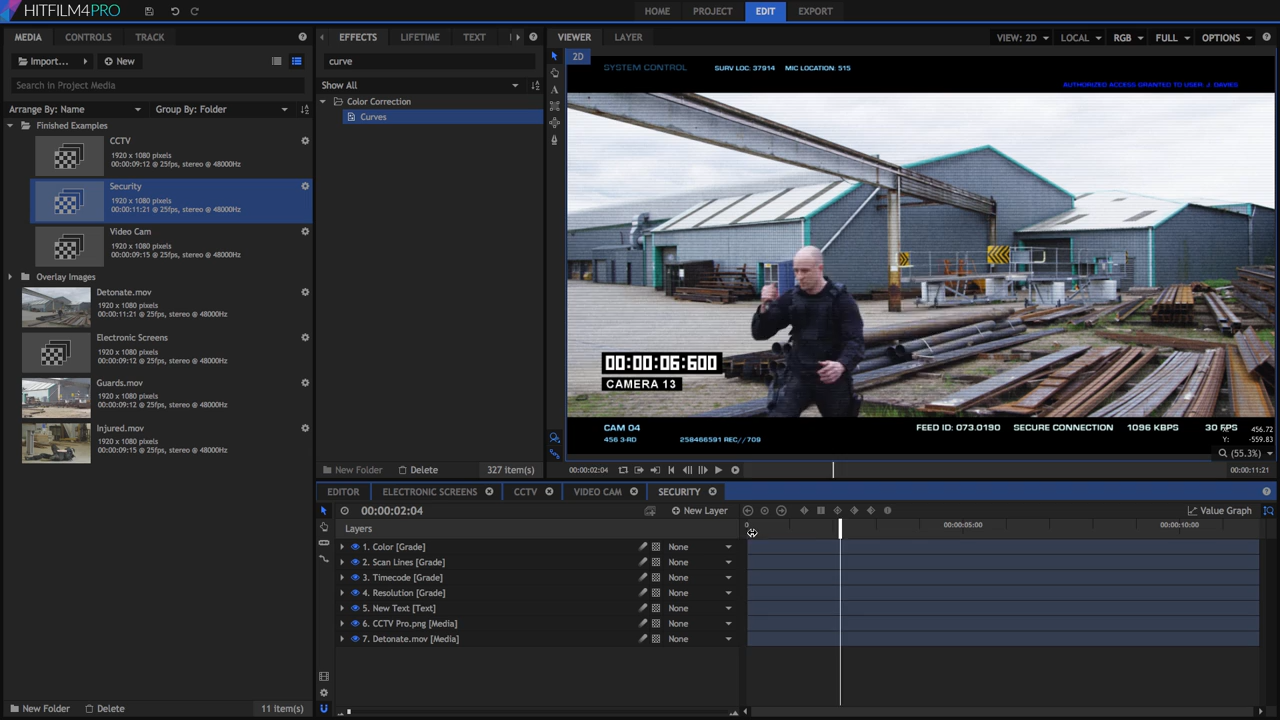 HITFILM4PRO
HOME PROJECT EDIT EXPORT
MEDIA CONTROLS TRACK
Import... New
Search in Project Media
Arrange By: Name Group By: Folder
Finished Examples
CCTV
1920 x 1080 pixels
00:00:09:12 @ 25fps, stereo @ 48000Hz
Security
1920 x 1080 pixels
00:00:11:21 @ 25fps, stereo @ 48000Hz
Video Cam
1920 x 1080 pixels
00:00:09:15 @ 25fps, stereo @ 48000Hz
Overlay Images
Detonate.mov
1920 x 1080 pixels
00:00:11:21 @ 25fps, stereo @ 48000Hz
Electronic Screens
1920 x 1080 pixels
00:00:09:12 @ 25fps, stereo @ 48000Hz
Guards.mov
1920 x 1080 pixels
00:00:09:12 @ 25fps, stereo @ 48000Hz
Injured.mov
1920 x 1080 pixels
00:00:09:15 @ 25fps, stereo @ 48000Hz
New Folder Delete 11 item(s)
EFFECTS LIFETIME TEXT
curve
Show All
Color Correction
Curves
New Folder Delete 327 item(s)
VIEWER LAYER
VIEW: 2D LOCAL RGB FULL OPTIONS
2D
SYSTEM CONTROL SURV LOC: 37914 MIC LOCATION: 515
AUTHORIZED ACCESS GRANTED TO USER J. DAVIES
00:00:06:600
CAMERA 13
CAM 04 FEED ID: 073.0190 SECURE CONNECTION 1096 KBPS 30 FPS
456 3-RD 258466591 REC//709
X: 456.72
Y: -559.83
(55.3%)
00:00:02:04 00:00:11:21
EDITOR ELECTRONIC SCREENS CCTV VIDEO CAM SECURITY
00:00:02:04 New Layer Value Graph
Layers 0 00:00:05:00 00:00:10:00
1. Color [Grade] None
2. Scan Lines [Grade] None
3. Timecode [Grade] None
4. Resolution [Grade] None
5. New Text [Text] None
6. CCTV Pro.png [Media] None
7. Detonate.mov [Media] None